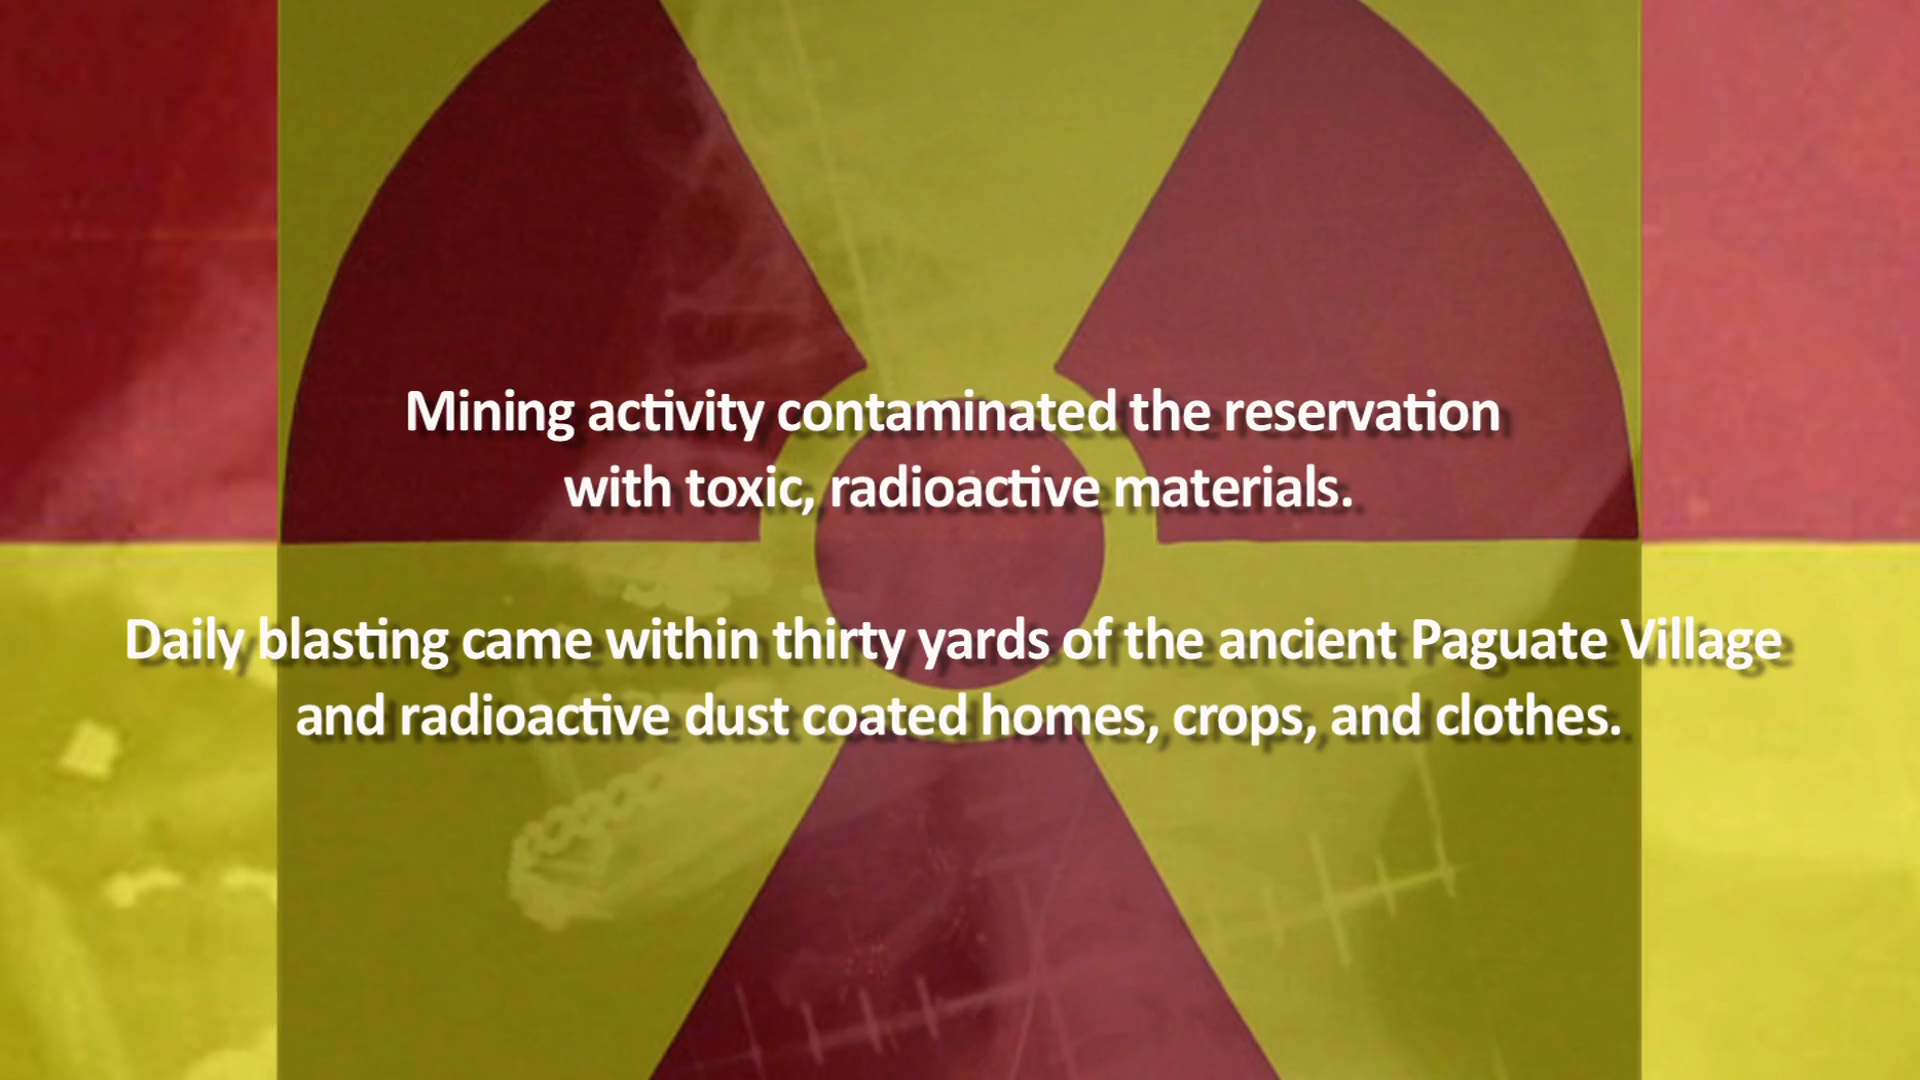 Mining activity contaminated the reservation
with toxic, radioactive materials.
Daily blasting came within thirty yards of the ancient Paguate Village
and radioactive dust coated homes, crops, and clothes.